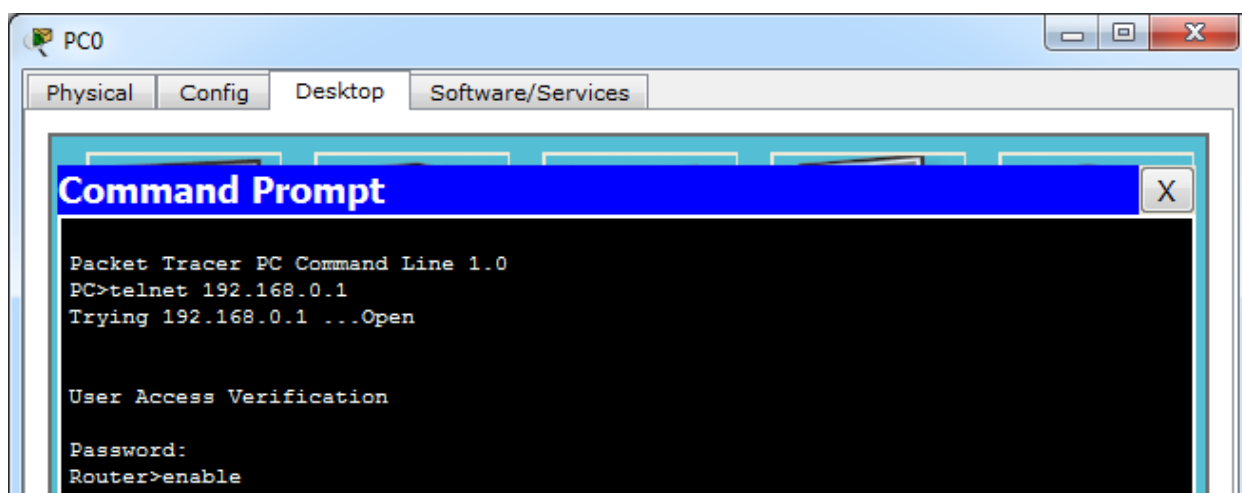 PC0
Physical Config Desktop Software/Services
Command Prompt X
Packet Tracer PC Command Line 1.0
PC>telnet 192.168.0.1
Trying 192.168.0.1 ...Open
User Access Verification
Password:
Router>enable